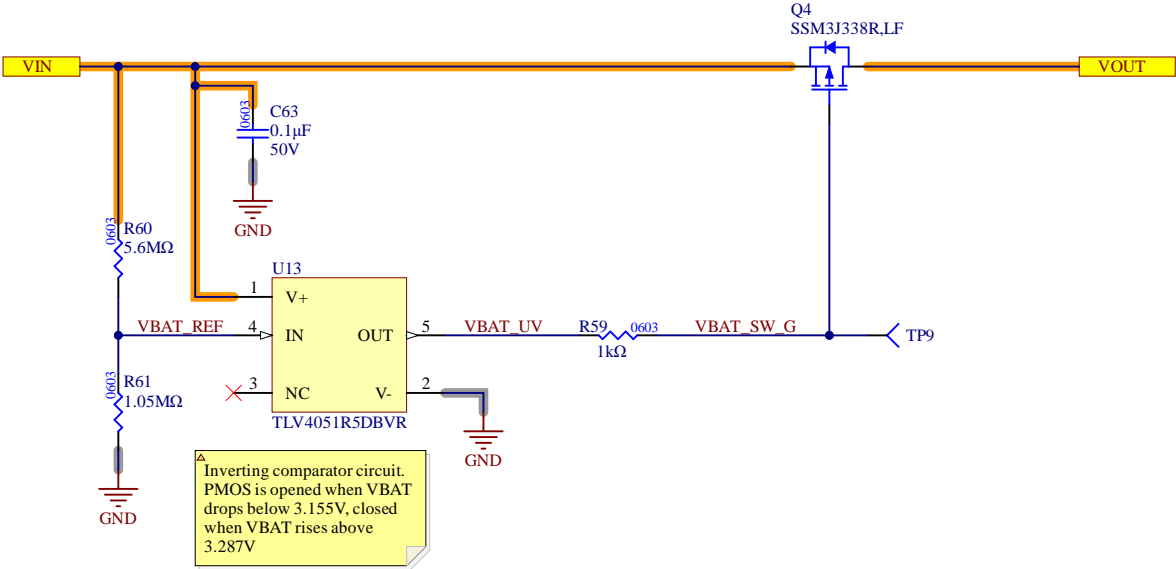 Q4
SSM3J338R,LF
VIN
VOUT
0603
C63
0.1µF
50V
GND
0603
R60
5.6MΩ
U13
1
V+
VBAT_REF
4
IN
OUT
5
VBAT_UV
R59
0603
1kΩ
VBAT_SW_G
TP9
0603
R61
1.05MΩ
3
NC
V-
2
TLV4051R5DBVR
GND
GND
Inverting comparator circuit.
PMOS is opened when VBAT
drops below 3.155V, closed
when VBAT rises above
3.287V